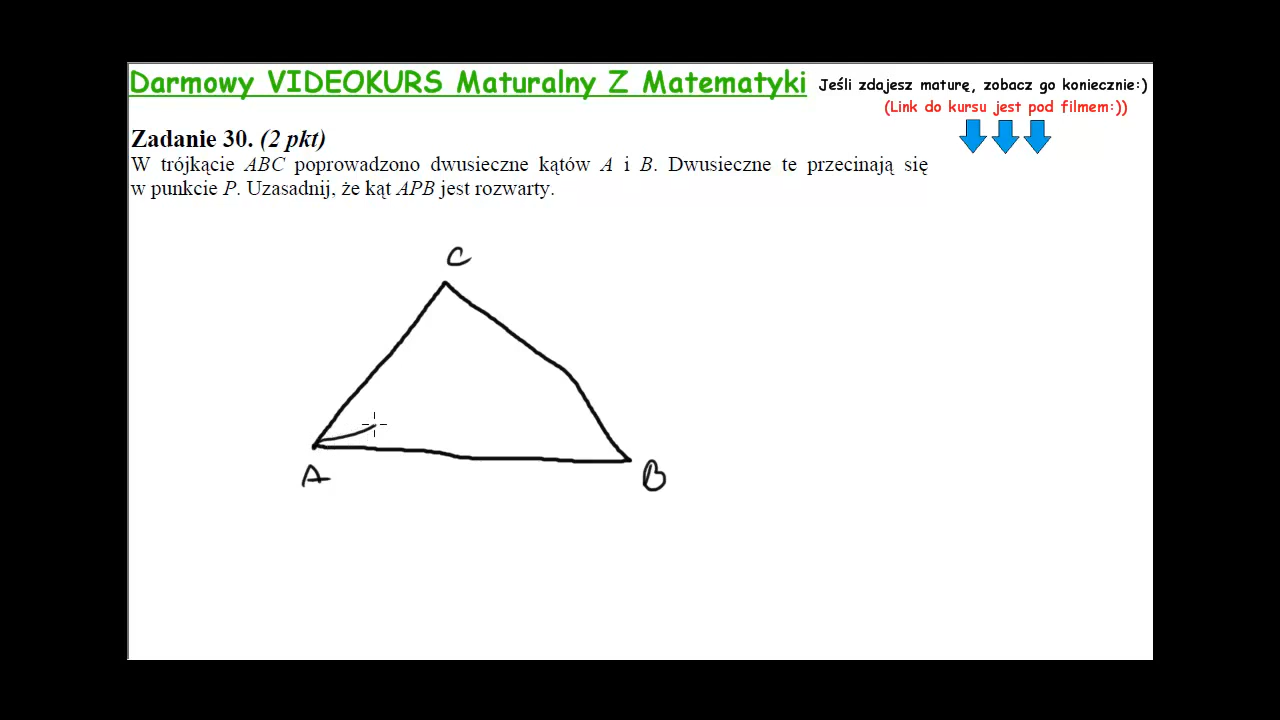 Darmowy VIDEOKURS Maturalny Z Matematyki Jeśli zdajesz maturę, zobacz go koniecznie:)
(Link do kursu jest pod filmem:))
Zadanie 30. (2 pkt)
W trójkącie ABC poprowadzono dwusieczne kątów A i B. Dwusieczne te przecinają się
w punkcie P. Uzasadnij, że kąt APB jest rozwarty.
C
A
B